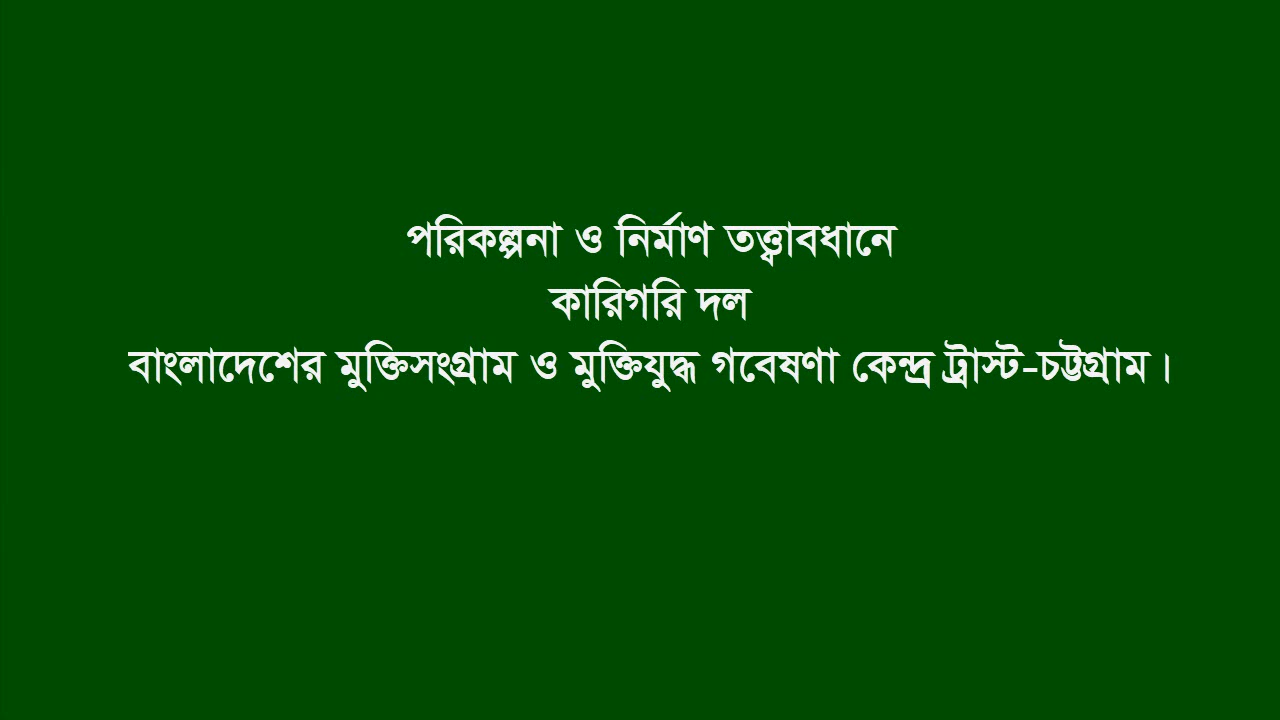 পরিকল্পনা ও নির্মাণ তত্ত্বাবধানে
কারিগরি দল
বাংলাদেশের মুক্তিসংগ্রাম ও মুক্তিযুদ্ধ গবেষণা কেন্দ্র ট্রাস্ট-চট্টগ্রাম।